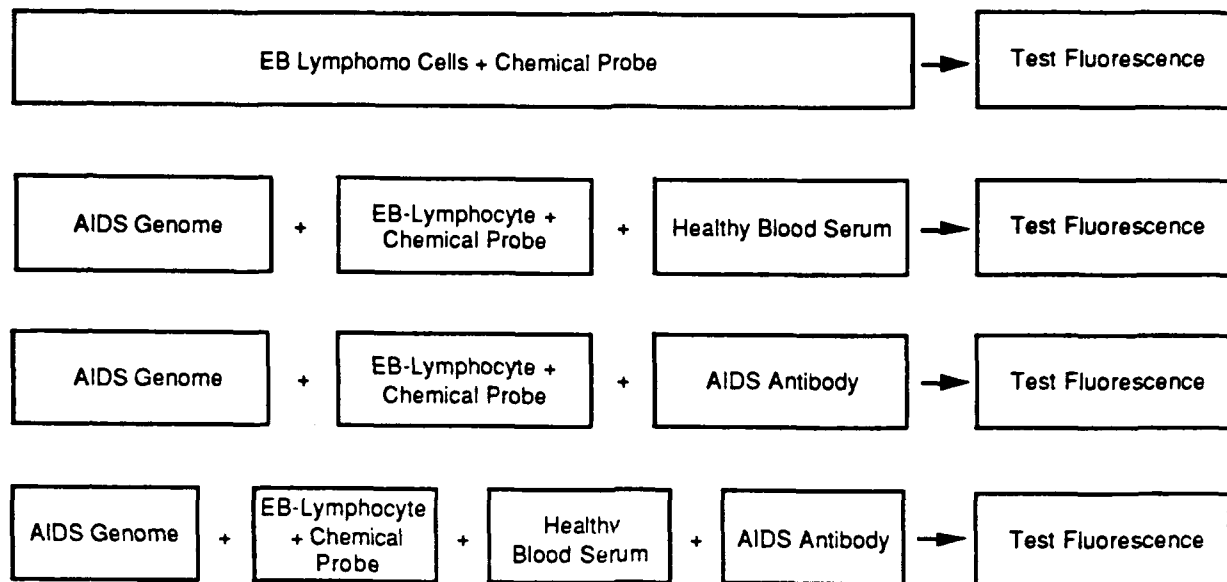 EB Lymphomo Cells + Chemical Probe
Test Fluorescence
AIDS Genome
+
EB-Lymphocyte +
Chemical Probe
+
Healthy Blood Serum
Test Fluorescence
AIDS Genome
+
EB-Lymphocyte +
Chemical Probe
+
AIDS Antibody
Test Fluorescence
AIDS Genome
+
EB-Lymphocyte
+ Chemical
Probe
+
Healthy
Blood Serum
+
AIDS Antibody
Test Fluorescence